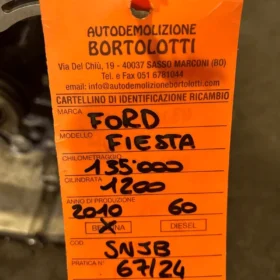 AUTODEMOLIZIONE
BORTOLOTTI
Via Del Chiù, 19 - 40037 SASSO MARCONI (BO)
Tel. e Fax 051 6781044
email: info@autodemolizionebortolotti.com
CARTELLINO DI IDENTIFICAZIONE RICAMBIO
MARCA
FORD
MODELLO
FIESTA
CHILOMETRAGGIO
135'000
CILINDRATA
1200
ANNO DI PRODUZIONE
2010 60
BENZINA DIESEL
COD.
SNJB
PRATICA N°
67/24